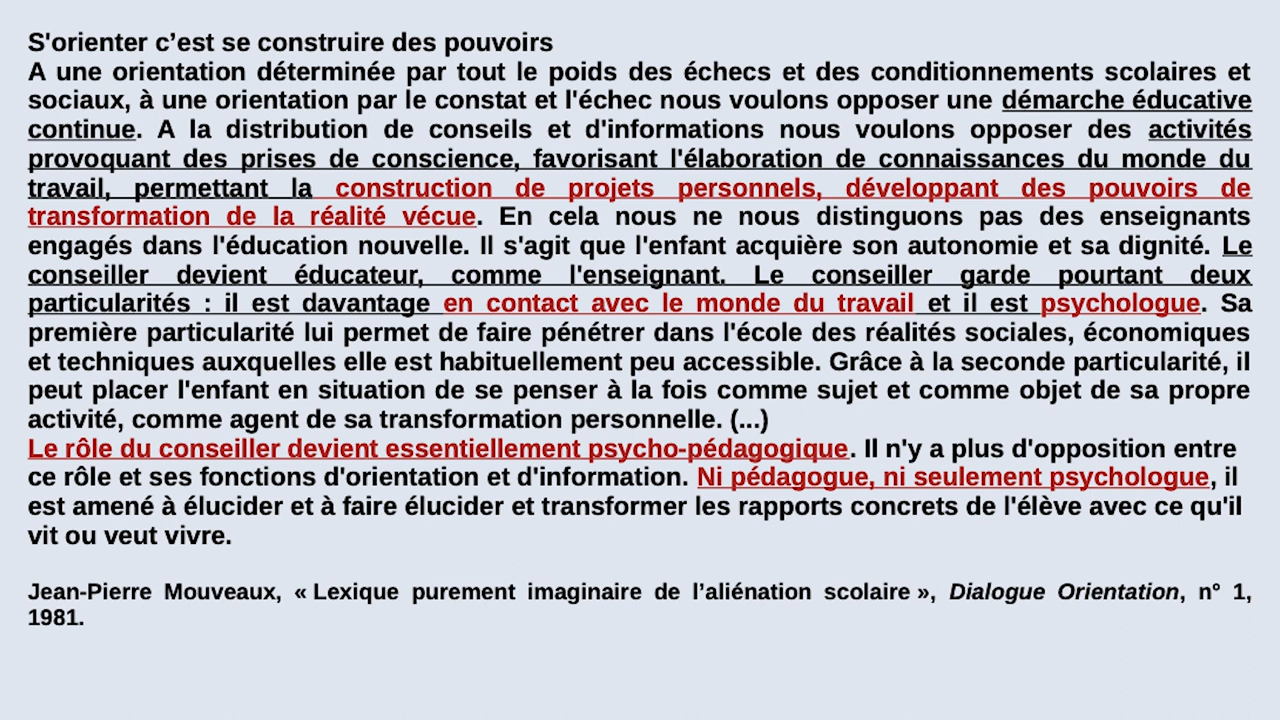 S'orienter c’est se construire des pouvoirs
A une orientation déterminée par tout le poids des échecs et des conditionnements scolaires et
sociaux, à une orientation par le constat et l'échec nous voulons opposer une démarche éducative
continue. A la distribution de conseils et d'informations nous voulons opposer des activités
provoquant des prises de conscience, favorisant l'élaboration de connaissances du monde du
travail, permettant la construction de projets personnels, développant des pouvoirs de
transformation de la réalité vécue. En cela nous ne nous distinguons pas des enseignants
engagés dans l'éducation nouvelle. Il s'agit que l'enfant acquière son autonomie et sa dignité. Le
conseiller devient éducateur, comme l'enseignant. Le conseiller garde pourtant deux
particularités : il est davantage en contact avec le monde du travail et il est psychologue. Sa
première particularité lui permet de faire pénétrer dans l'école des réalités sociales, économiques
et techniques auxquelles elle est habituellement peu accessible. Grâce à la seconde particularité, il
peut placer l'enfant en situation de se penser à la fois comme sujet et comme objet de sa propre
activité, comme agent de sa transformation personnelle. (...)
Le rôle du conseiller devient essentiellement psycho-pédagogique. Il n'y a plus d'opposition entre
ce rôle et ses fonctions d'orientation et d'information. Ni pédagogue, ni seulement psychologue, il
est amené à élucider et à faire élucider et transformer les rapports concrets de l'élève avec ce qu'il
vit ou veut vivre.
Jean-Pierre Mouveaux, « Lexique purement imaginaire de l’aliénation scolaire », Dialogue Orientation, n° 1,
1981.